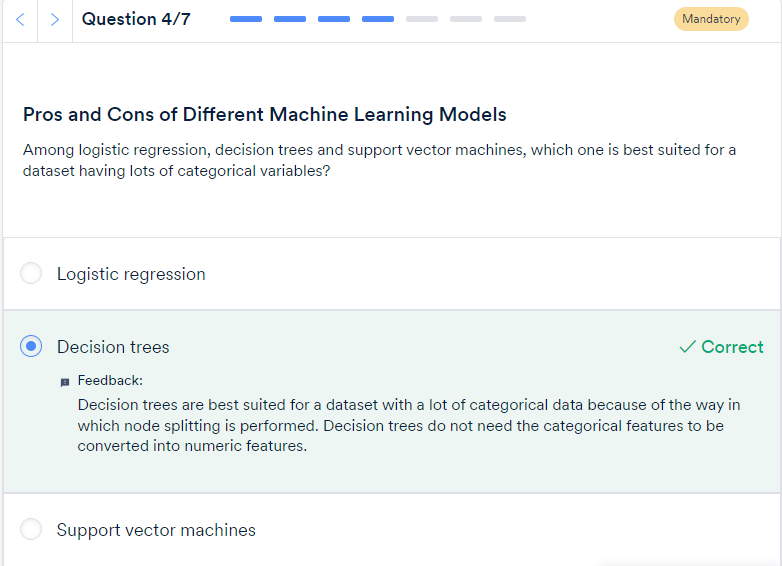 Question 4/7
Mandatory
Pros and Cons of Different Machine Learning Models
Among logistic regression, decision trees and support vector machines, which one is best suited for a
dataset having lots of categorical variables?
Logistic regression
Decision trees
Correct
Feedback:
Decision trees are best suited for a dataset with a lot of categorical data because of the way in
which node splitting is performed. Decision trees do not need the categorical features to be
converted into numeric features.
Support vector machines